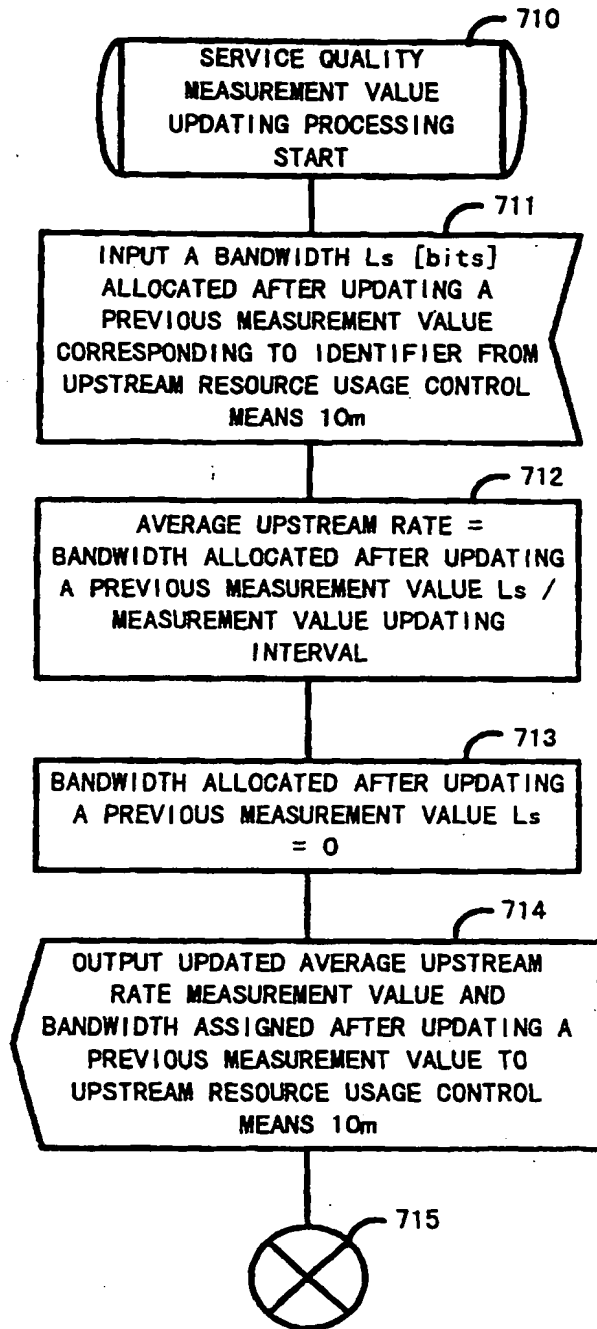 710
SERVICE QUALITY
MEASUREMENT VALUE
UPDATING PROCESSING
START
711
INPUT A BANDWIDTH Ls [bits]
ALLOCATED AFTER UPDATING A
PREVIOUS MEASUREMENT VALUE
CORRESPONDING TO IDENTIFIER FROM
UPSTREAM RESOURCE USAGE CONTROL
MEANS 10m
712
AVERAGE UPSTREAM RATE =
BANDWIDTH ALLOCATED AFTER UPDATING
A PREVIOUS MEASUREMENT VALUE Ls /
MEASUREMENT VALUE UPDATING
INTERVAL
713
BANDWIDTH ALLOCATED AFTER UPDATING
A PREVIOUS MEASUREMENT VALUE Ls
= 0
714
OUTPUT UPDATED AVERAGE UPSTREAM
RATE MEASUREMENT VALUE AND
BANDWIDTH ASSIGNED AFTER UPDATING A
PREVIOUS MEASUREMENT VALUE TO
UPSTREAM RESOURCE USAGE CONTROL
MEANS 10m
715